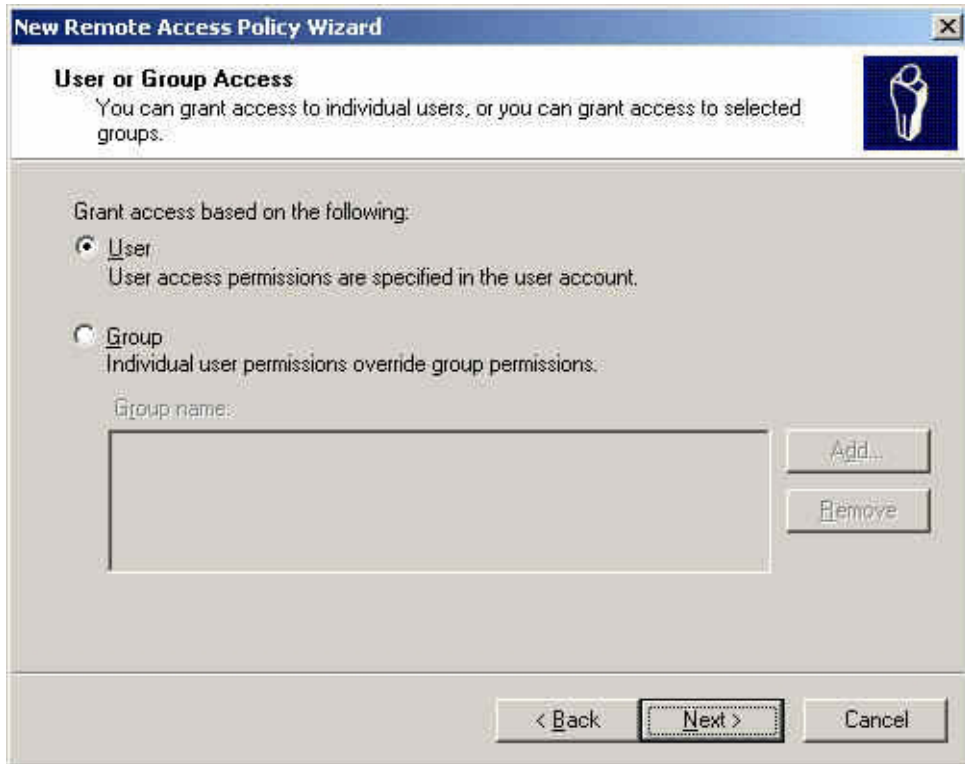 New Remote Access Policy Wizard
User or Group Access
You can grant access to individual users, or you can grant access to selected
groups.
Grant access based on the following:
User
User access permissions are specified in the user account.
Group
Individual user permissions override group permissions.
Group name:
Add...
Remove
< Back
Next >
Cancel